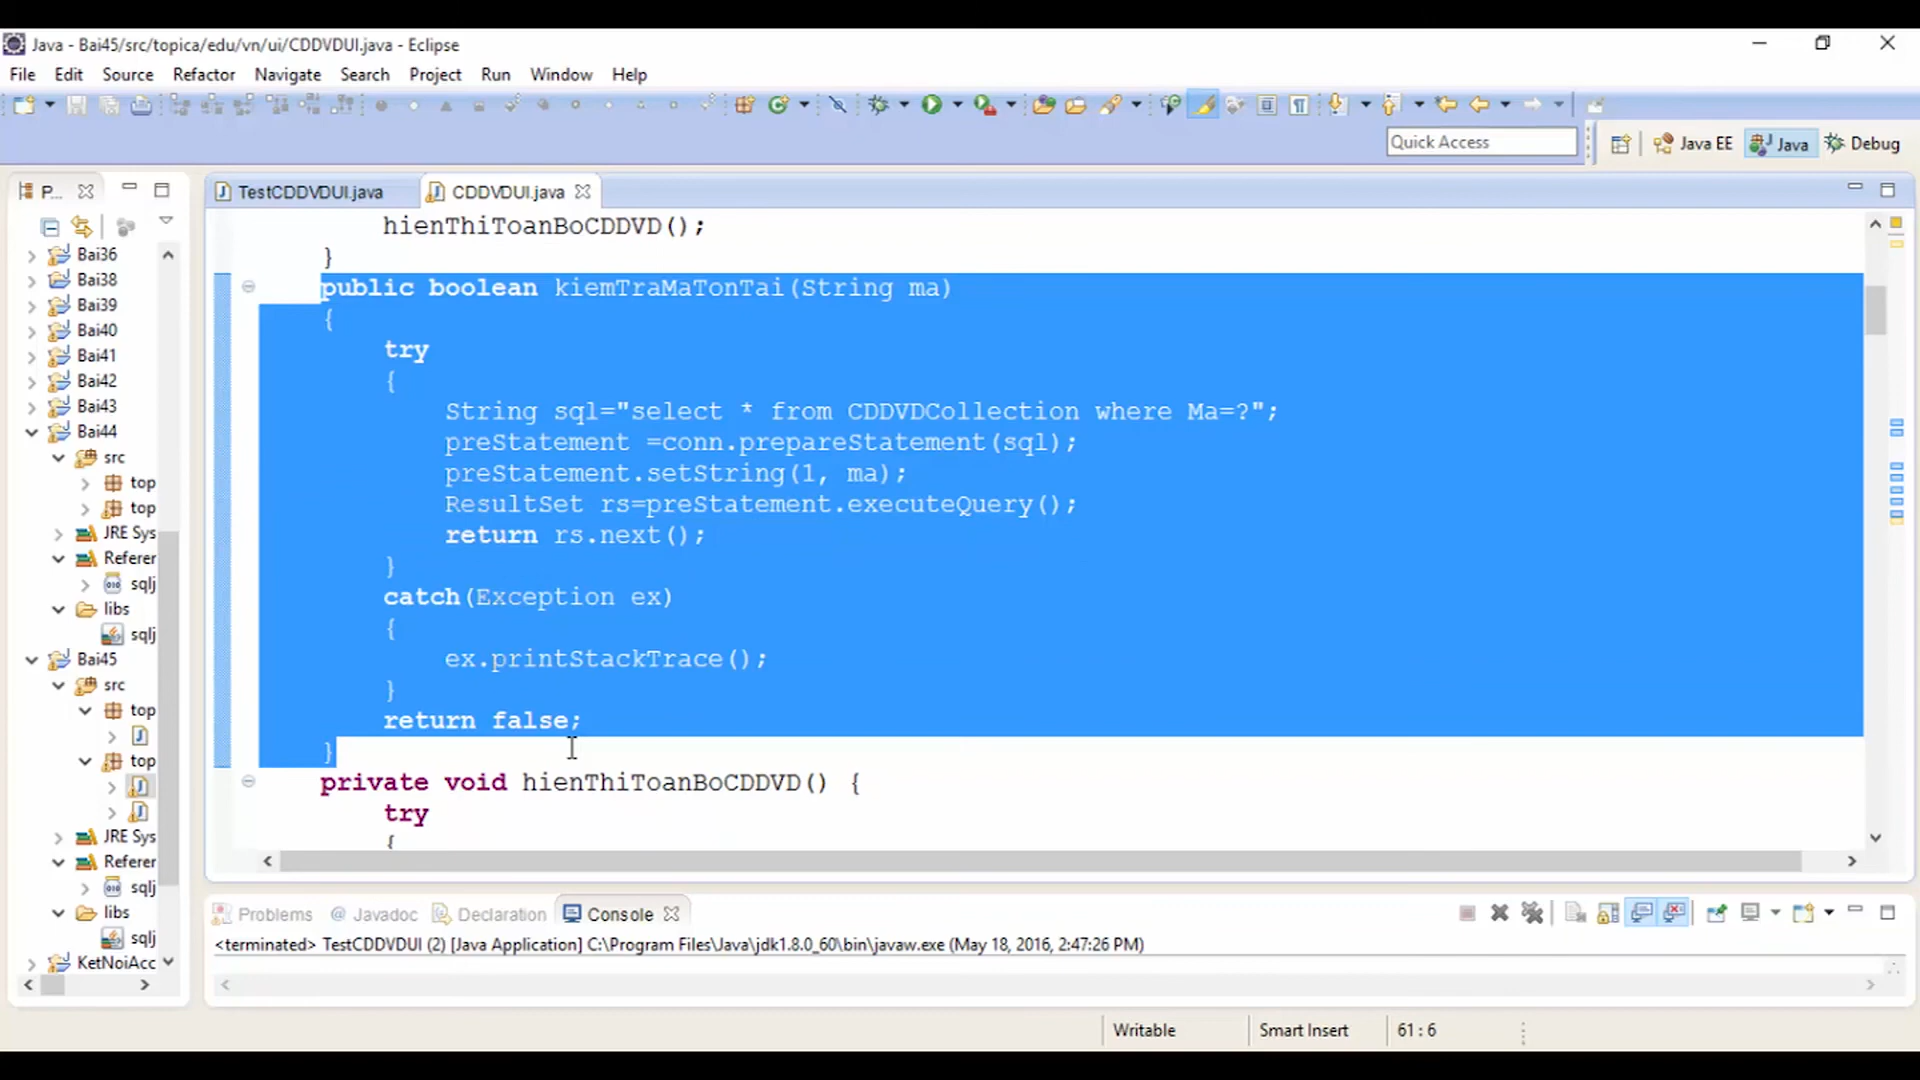 Java - Bai45/src/topica/edu/vn/ui/CDDVDUI.java - Eclipse
File Edit Source Refactor Navigate Search Project Run Window Help
Quick Access
Java EE
Java
Debug
P...
TestCDDVDUI.java
CDDVDUI.java
Bai36
Bai38
Bai39
Bai40
Bai41
Bai42
Bai43
Bai44
src
top
top
JRE Sys
Referer
sqlj
libs
sqlj
Bai45
src
top
top
JRE Sys
Referer
sqlj
libs
sqlj
KetNoiAcc
hienThiToanBoCDDVD();
}
public boolean kiemTraMaTonTai(String ma)
{
try
{
String sql="select * from CDDVDCollection where Ma=?";
preStatement =conn.prepareStatement(sql);
preStatement.setString(1, ma);
ResultSet rs=preStatement.executeQuery();
return rs.next();
}
catch(Exception ex)
{
ex.printStackTrace();
}
return false;
}
private void hienThiToanBoCDDVD() {
try
{
Problems @ Javadoc Declaration Console
<terminated> TestCDDVDUI (2) [Java Application] C:\Program Files\Java\jdk1.8.0_60\bin\javaw.exe (May 18, 2016, 2:47:26 PM)
Writable Smart Insert 61 : 6